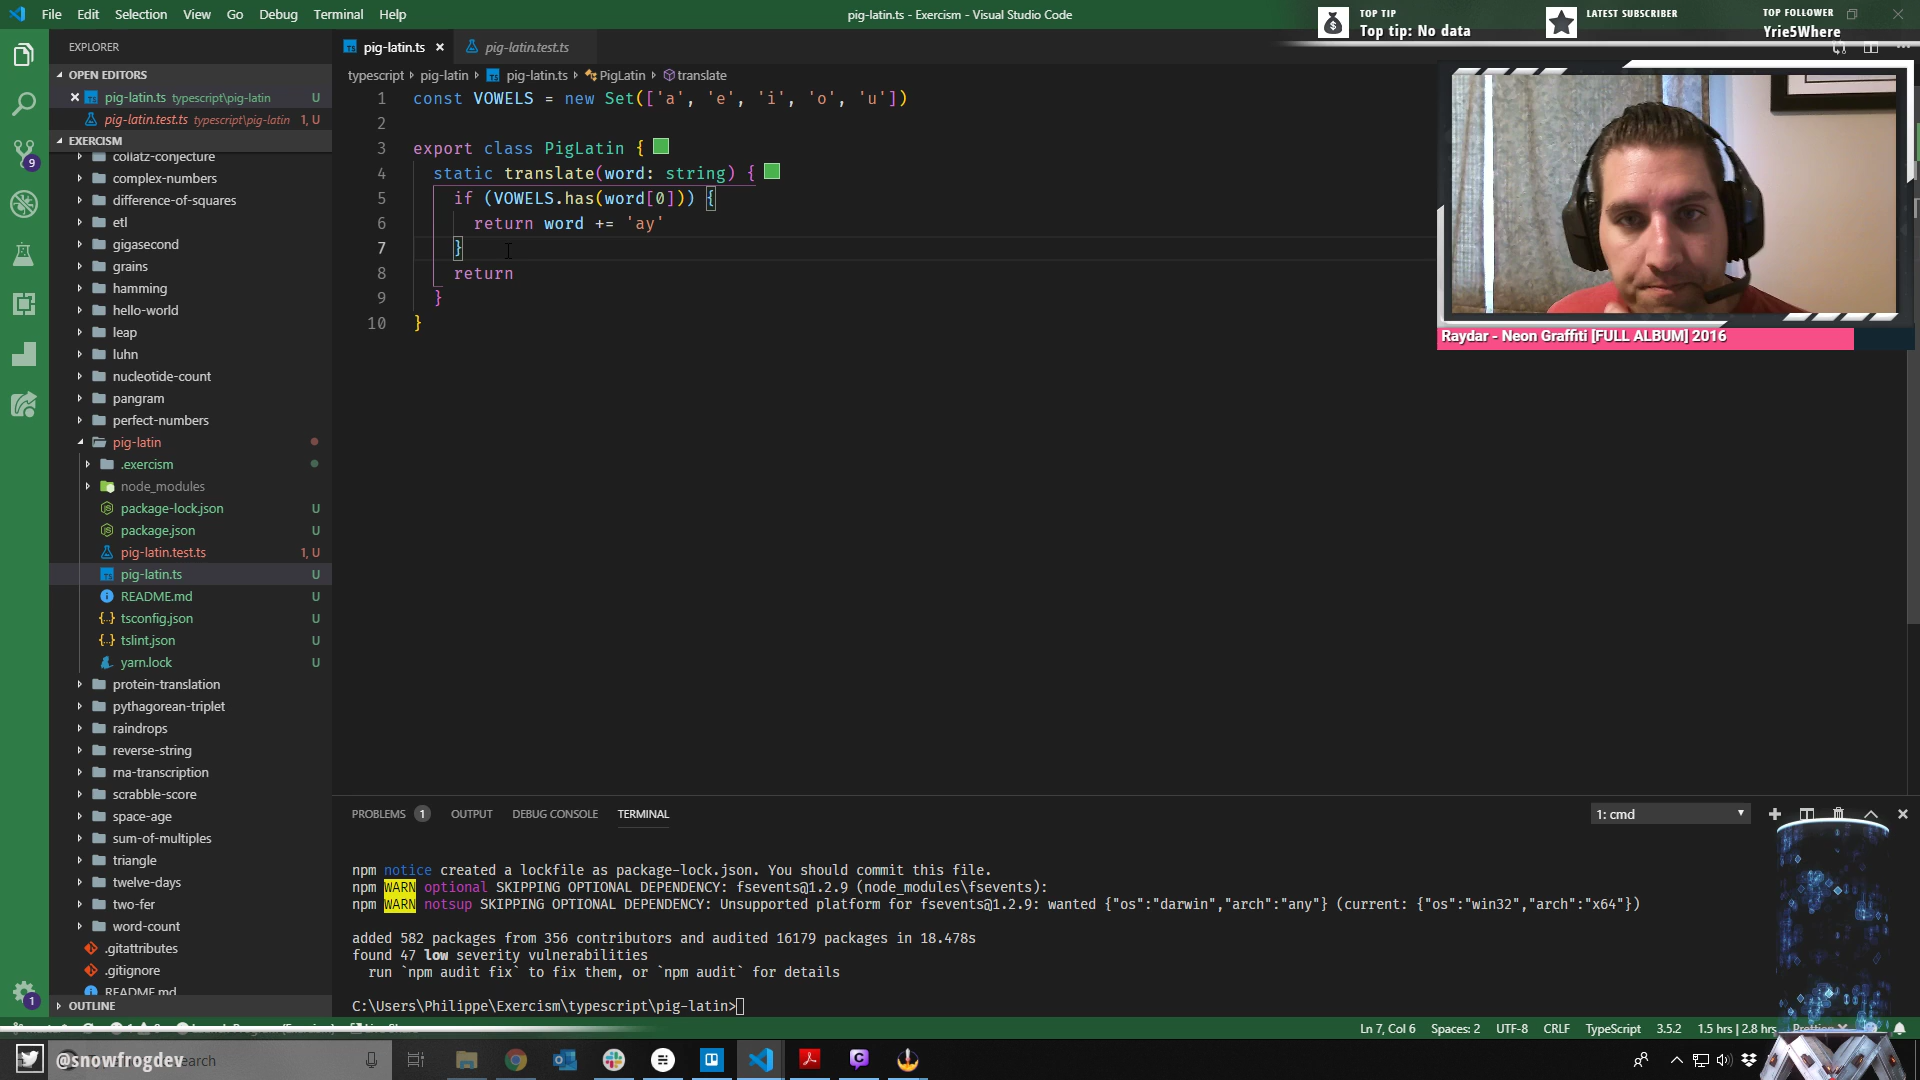 File Edit Selection View Go Debug Terminal Help
pig-latin.ts - Exercism - Visual Studio Code
TOP TIP
Top tip: No data
LATEST SUBSCRIBER
TOP FOLLOWER
Yrie5Where
EXPLORER
OPEN EDITORS
pig-latin.ts typescript\pig-latin U
pig-latin.test.ts typescript\pig-latin 1, U
EXERCISM
collatz-conjecture
complex-numbers
difference-of-squares
etl
gigasecond
grains
hamming
hello-world
leap
luhn
nucleotide-count
pangram
perfect-numbers
pig-latin
.exercism
node_modules
package-lock.json U
package.json U
pig-latin.test.ts 1, U
pig-latin.ts U
README.md U
tsconfig.json U
tslint.json U
yarn.lock U
protein-translation
pythagorean-triplet
raindrops
reverse-string
rna-transcription
scrabble-score
space-age
sum-of-multiples
triangle
twelve-days
two-fer
word-count
.gitattributes
.gitignore
README.md
OUTLINE
9
1
pig-latin.ts pig-latin.test.ts
typescript pig-latin pig-latin.ts PigLatin translate
1 const VOWELS = new Set(['a', 'e', 'i', 'o', 'u'])
2
3 export class PigLatin {
4 static translate(word: string) {
5 if (VOWELS.has(word[0])) {
6 return word += 'ay'
7 }
8 return
9 }
10 }
Raydar - Neon Graffiti [FULL ALBUM] 2016
PROBLEMS 1 OUTPUT DEBUG CONSOLE TERMINAL
1: cmd
npm notice created a lockfile as package-lock.json. You should commit this file.
npm WARN optional SKIPPING OPTIONAL DEPENDENCY: fsevents@1.2.9 (node_modules\fsevents):
npm WARN notsup SKIPPING OPTIONAL DEPENDENCY: Unsupported platform for fsevents@1.2.9: wanted {"os":"darwin","arch":"any"} (current: {"os":"win32","arch":"x64"})
added 582 packages from 356 contributors and audited 16179 packages in 18.478s
found 47 low severity vulnerabilities
run `npm audit fix` to fix them, or `npm audit` for details
C:\Users\Philippe\Exercism\typescript\pig-latin>
Ln 7, Col 6 Spaces: 2 UTF-8 CRLF TypeScript 3.5.2 1.5 hrs | 2.8 hrs
@snowfrogdev